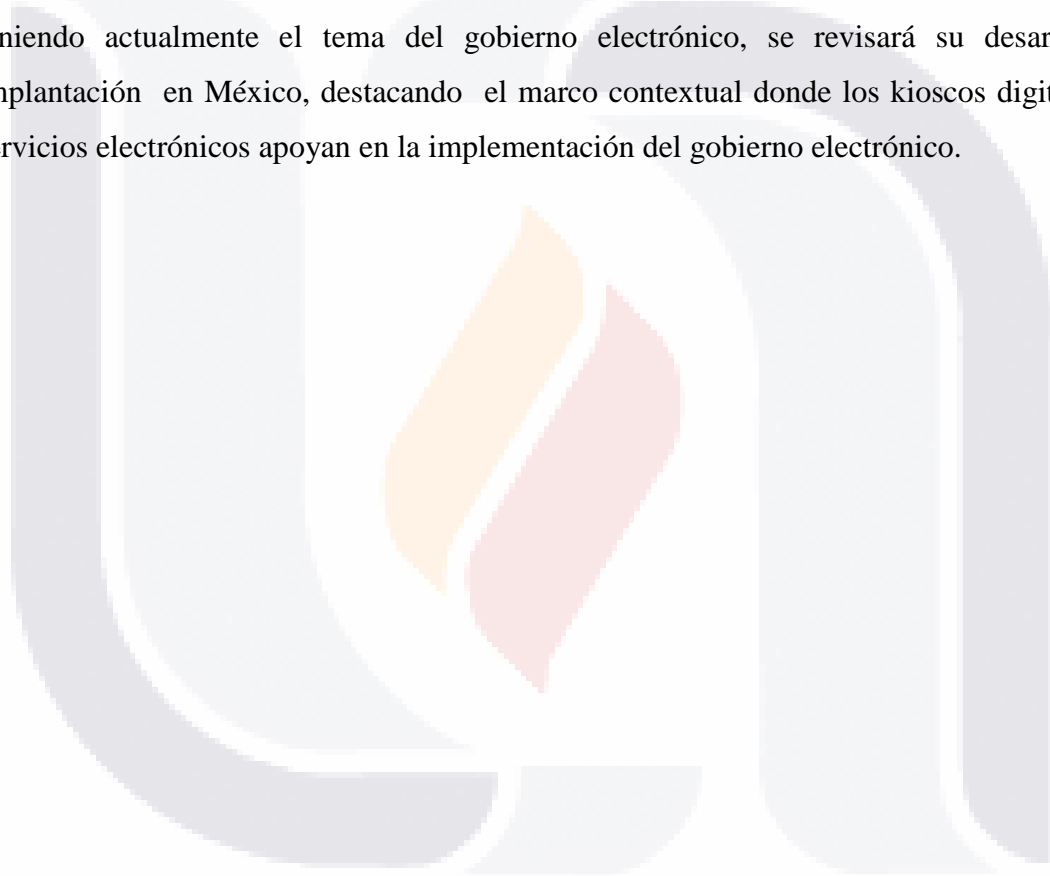 niendo actualmente el tema del gobierno electrónico, se revisará su desar
nplantación en México, destacando el marco contextual donde los kioscos digit
ervicios electrónicos apoyan en la implementación del gobierno electrónico.